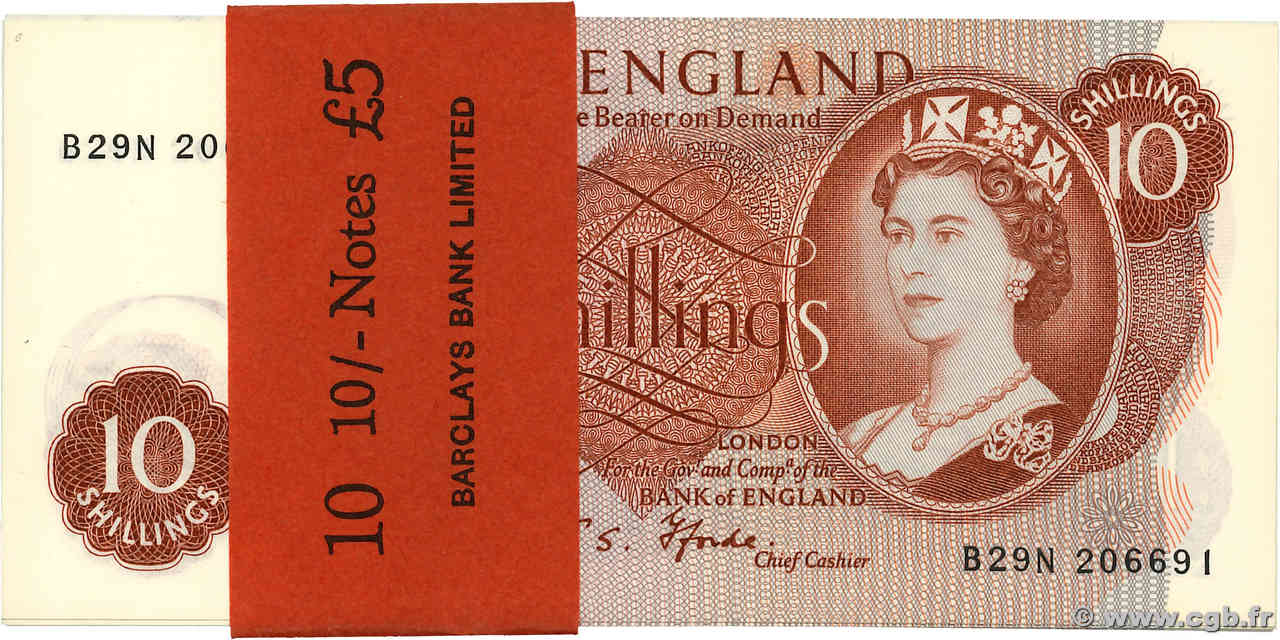 ENGLAND
Bearer on Demand
B29N 20
SHILLINGS
10
10 10/-Notes £5
BARCLAYS BANK LIMITED
hillings
10
SHILLINGS
LONDON
For the Govr and Compa of the
BANK of ENGLAND
S. Fforde.
Chief Cashier
B29N 206691
© www.cgb.fr